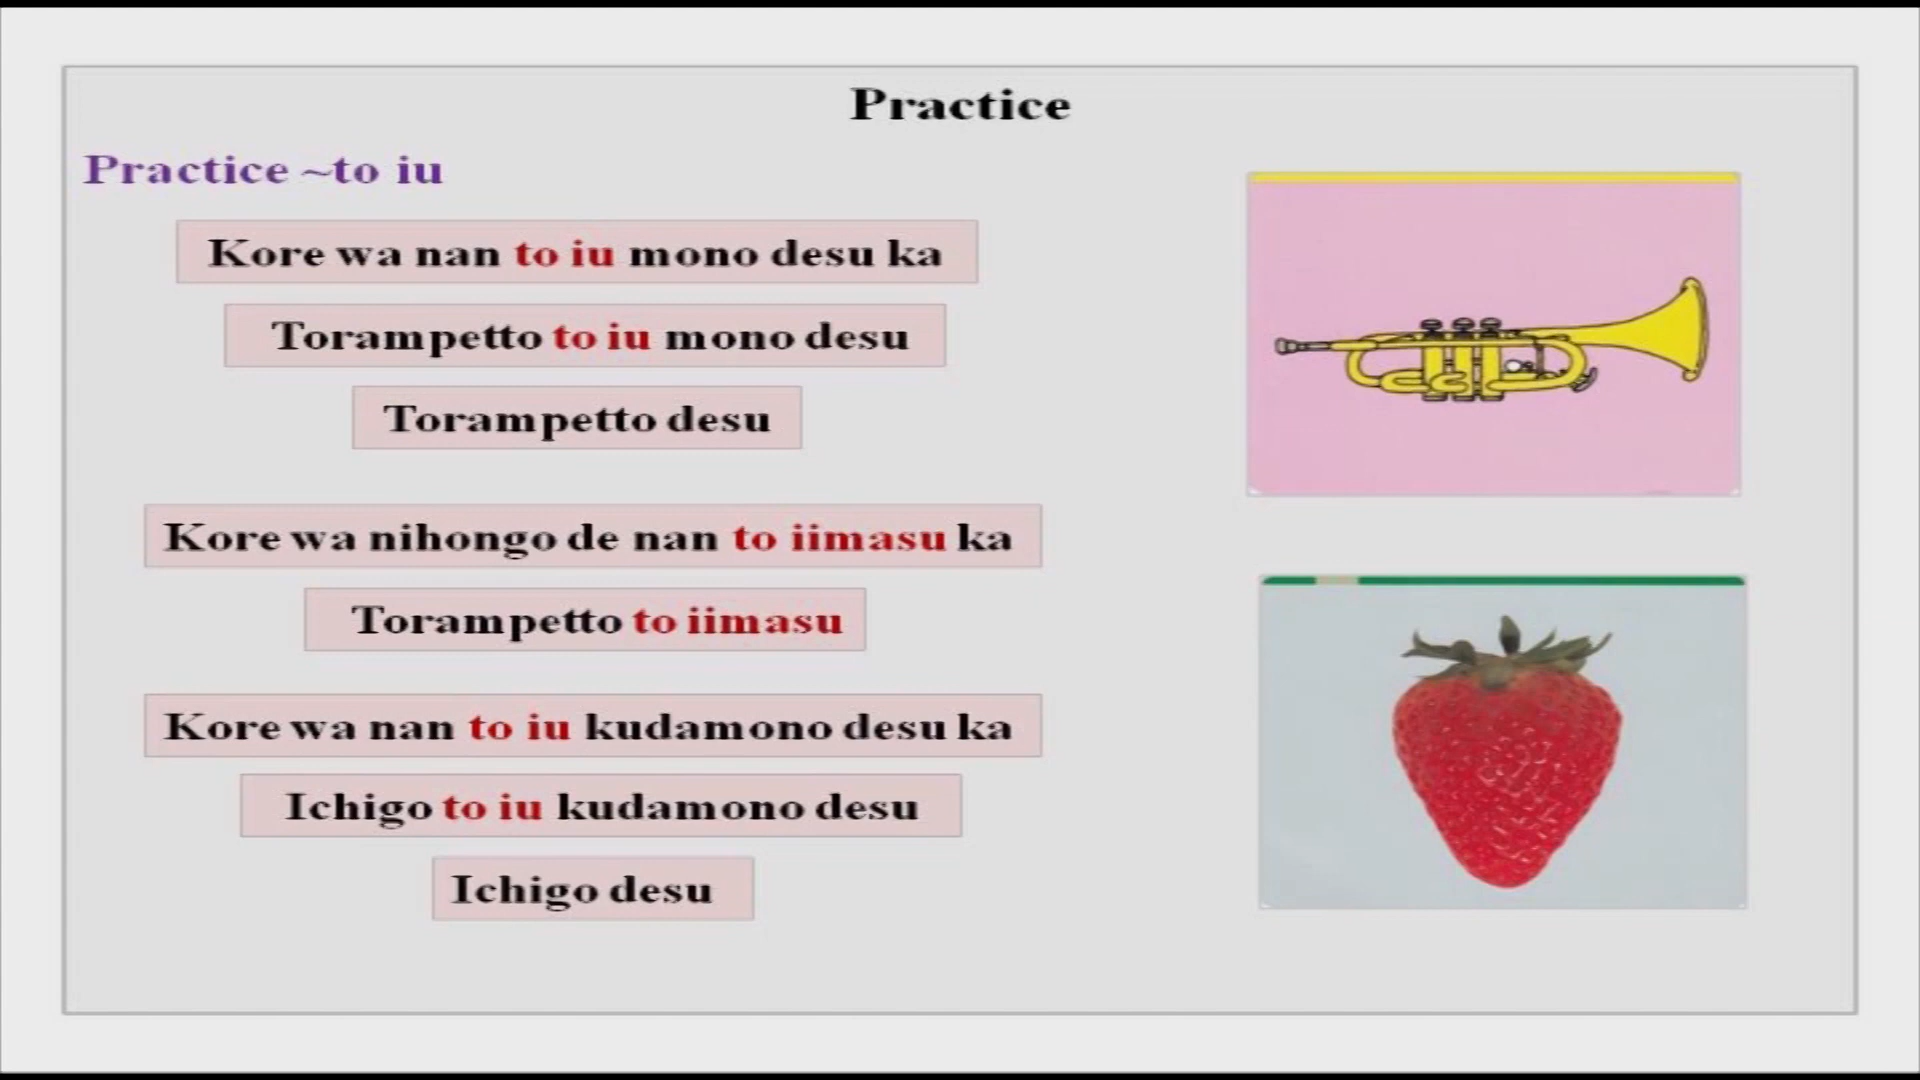 Practice
Practice ~to iu
Kore wa nan to iu mono desu ka
Torampetto to iu mono desu
Torampetto desu
Kore wa nihongo de nan to iimasu ka
Torampetto to iimasu
Kore wa nan to iu kudamono desu ka
Ichigo to iu kudamono desu
Ichigo desu